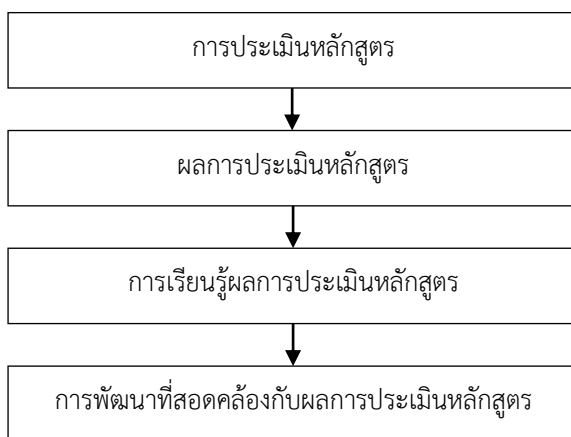 การประเมินหลักสูตร
ผลการประเมินหลักสูตร
การเรียนรู้ผลการประเมินหลักสูตร
การพัฒนาที่สอดคล้องกับผลการประเมินหลักสูตร